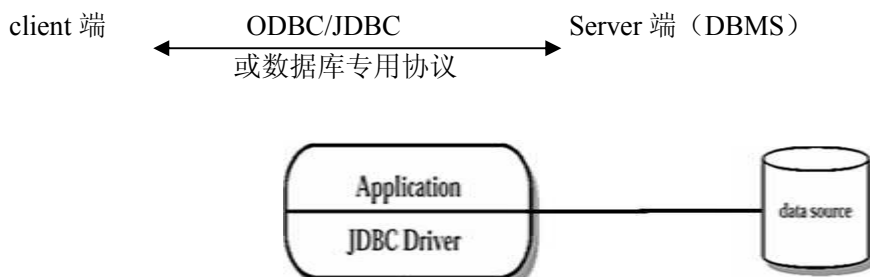 client 端 ODBC/JDBC Server 端（DBMS）
或数据库专用协议
Application
JDBC Driver
data source